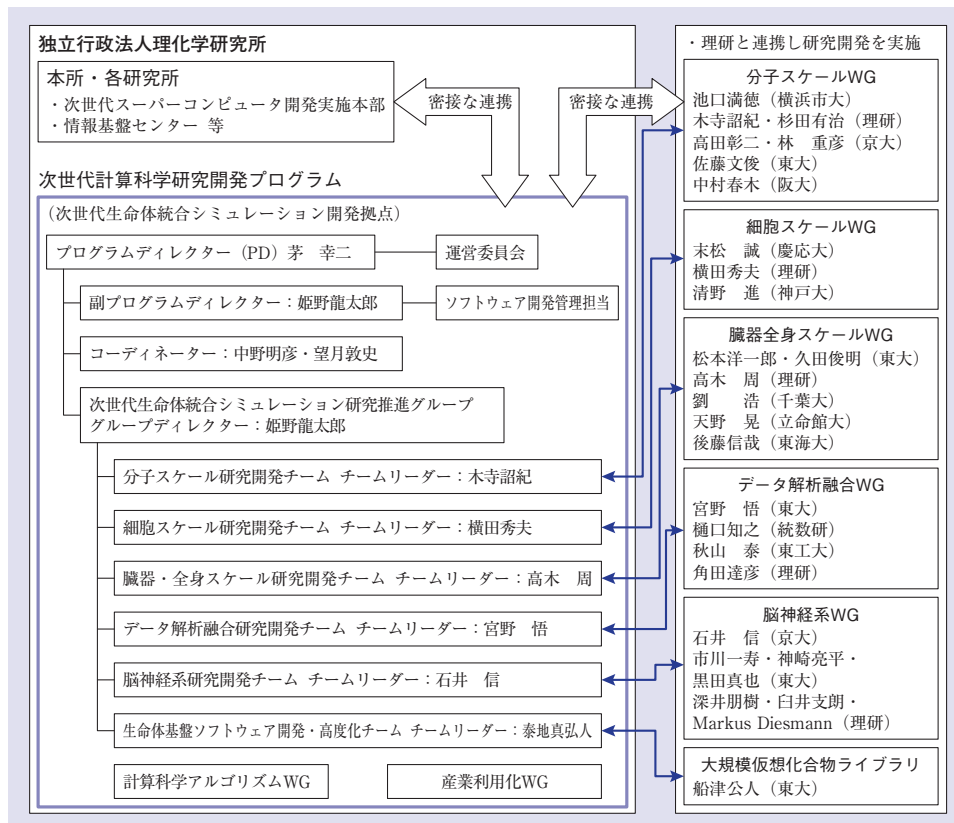 独立行政法人理化学研究所
本所・各研究所
・次世代スーパーコンピュータ開発実施本部
・情報基盤センター 等
密接な連携
密接な連携
次世代計算科学研究開発プログラム
（次世代生命体統合シミュレーション開発拠点）
プログラムディレクター（PD）茅　幸二
運営委員会
副プログラムディレクター：姫野龍太郎
ソフトウェア開発管理担当
コーディネーター：中野明彦・望月敦史
次世代生命体統合シミュレーション研究推進グループ
グループディレクター：姫野龍太郎
分子スケール研究開発チーム チームリーダー：木寺詔紀
細胞スケール研究開発チーム チームリーダー：横田秀夫
臓器・全身スケール研究開発チーム チームリーダー：高木　周
データ解析融合研究開発チーム チームリーダー：宮野　悟
脳神経系研究開発チーム チームリーダー：石井　信
生命体基盤ソフトウェア開発・高度化チーム チームリーダー：泰地真弘人
計算科学アルゴリズムWG
産業利用化WG
・理研と連携し研究開発を実施
分子スケールWG
池口満徳（横浜市大）
木寺詔紀・杉田有治（理研）
高田彰二・林　重彦（京大）
佐藤文俊（東大）
中村春木（阪大）
細胞スケールWG
末松　誠（慶応大）
横田秀夫（理研）
清野　進（神戸大）
臓器全身スケールWG
松本洋一郎・久田俊明（東大）
高木　周（理研）
劉　浩（千葉大）
天野　晃（立命館大）
後藤信哉（東海大）
データ解析融合WG
宮野　悟（東大）
樋口知之（統数研）
秋山　泰（東工大）
角田達彦（理研）
脳神経系WG
石井　信（京大）
市川一寿・神崎亮平・
黒田真也（東大）
深井朋樹・臼井支朗・
Markus Diesmann（理研）
大規模仮想化合物ライブラリ
船津公人（東大）